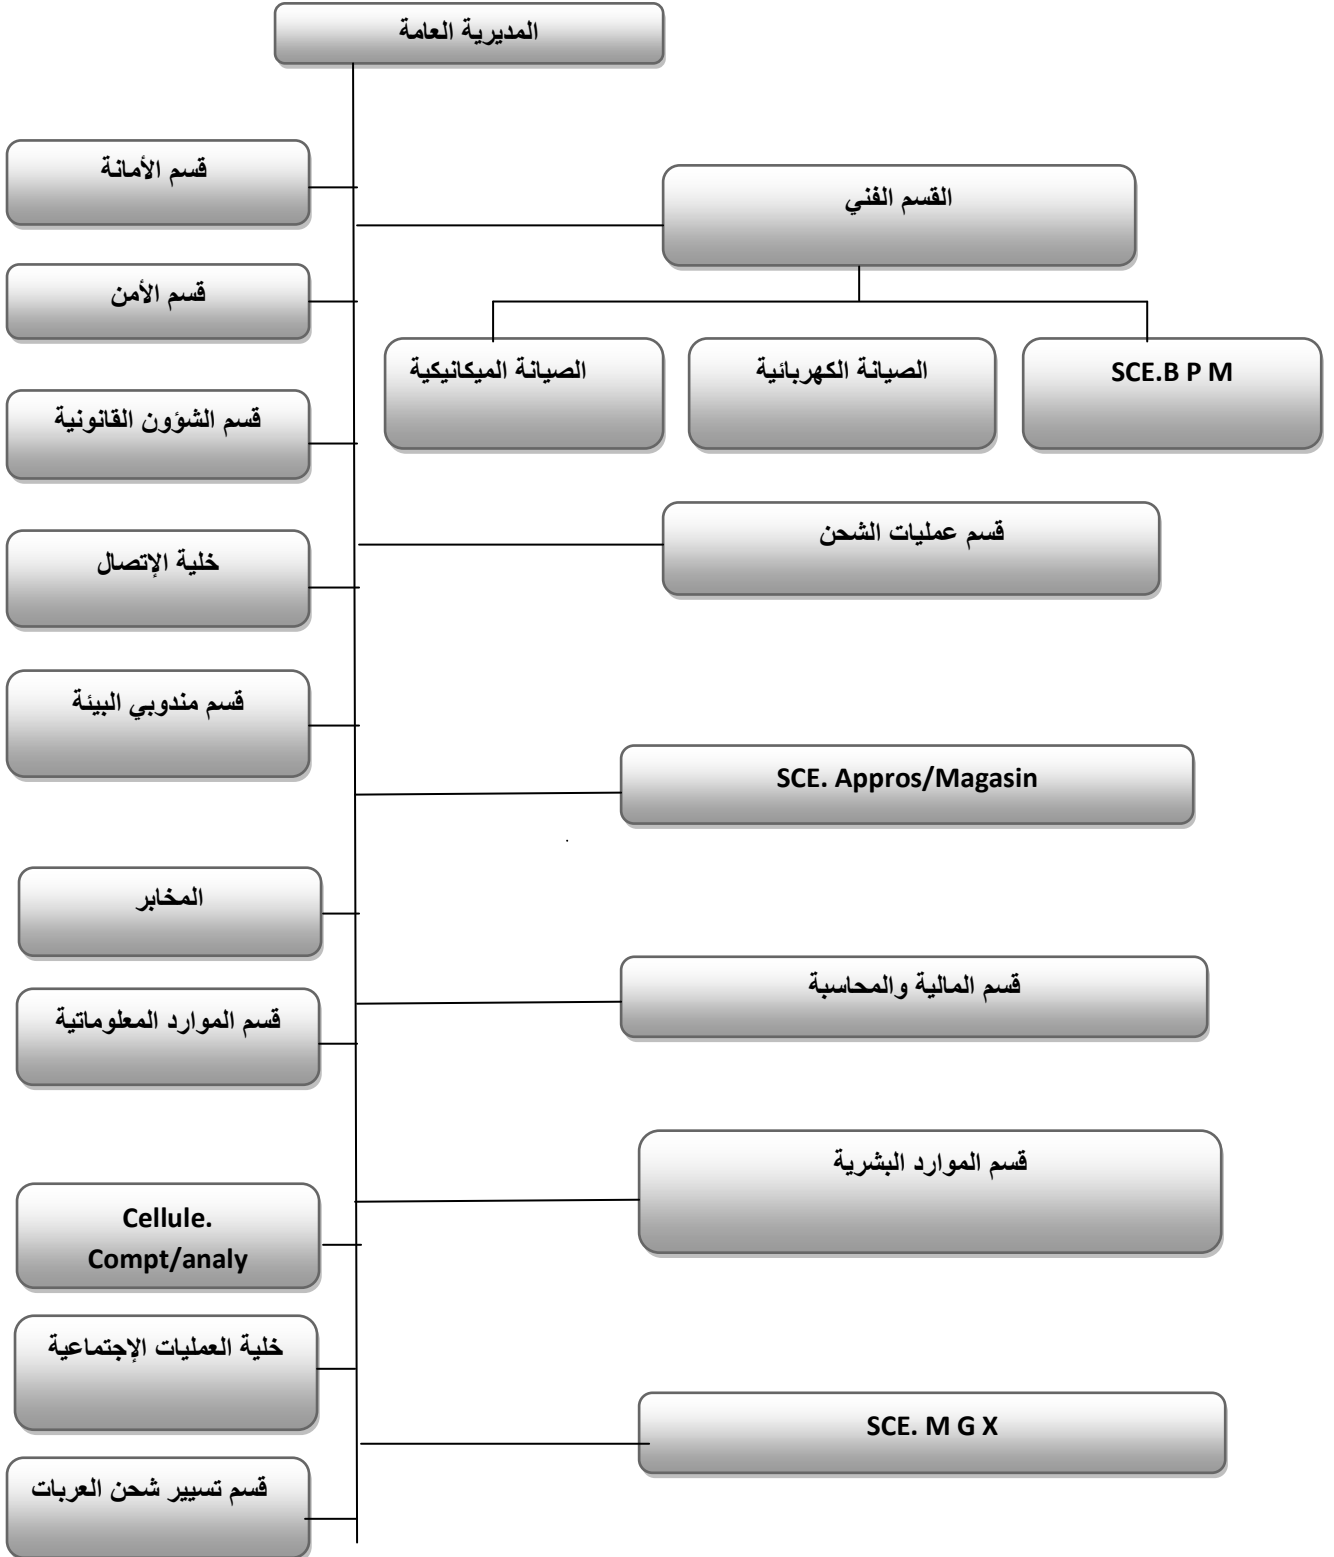 المديرية العامة
قسم الأمانة
القسم الفني
قسم الأمن
الصيانة الميكانيكية
الصيانة الكهربائية
SCE.B P M
قسم الشؤون القانونية
قسم عمليات الشحن
خلية الإتصال
قسم مندوبي البيئة
SCE. Appros/Magasin
المخابر
قسم المالية والمحاسبة
قسم الموارد المعلوماتية
قسم الموارد البشرية
Cellule.
Compt/analy
خلية العمليات الإجتماعية
SCE. M G X
قسم تسيير شحن العربات